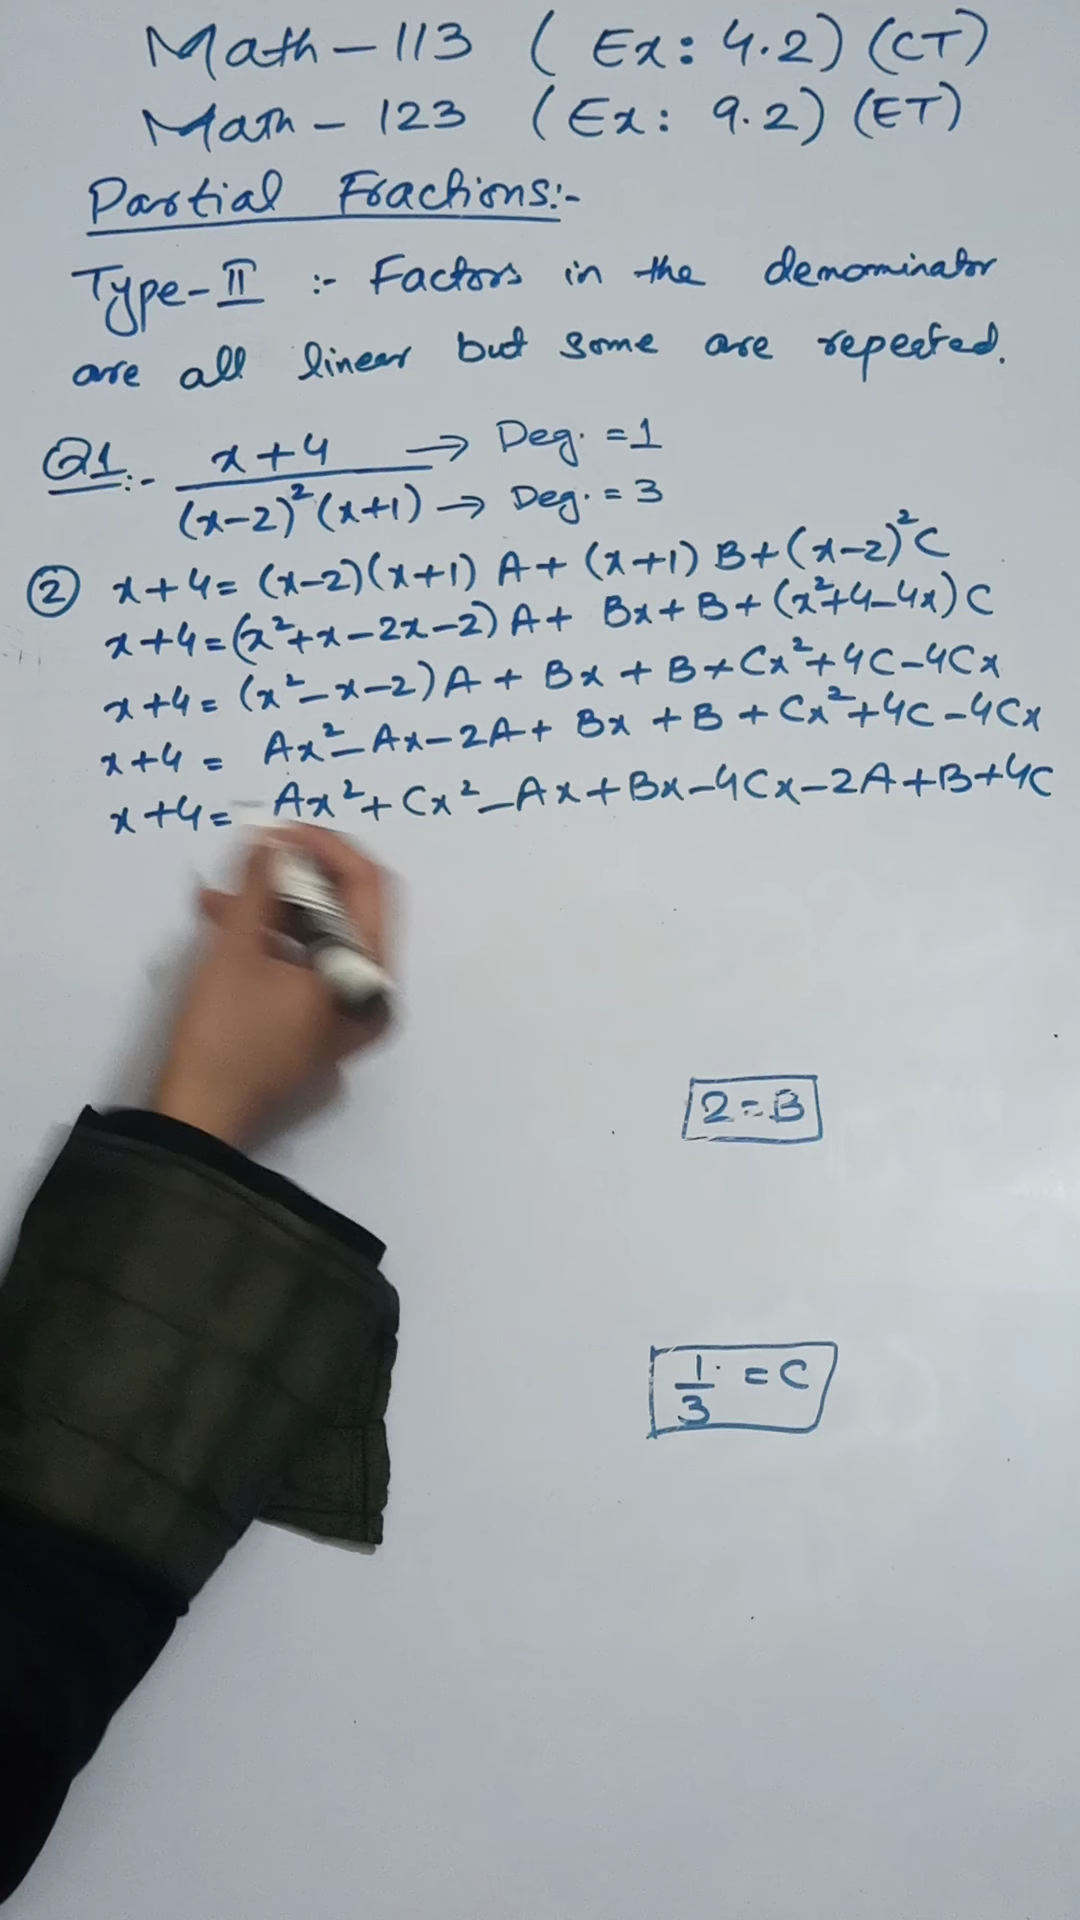 Math - 113 ( Ex: 4.2) (CT)
Math - 123 (Ex: 9.2) (ET)
Partial Fractions:-
Type-II :- Factors in the denominator
are all linear but some are repeated.
Q1:- x+4 → Deg. = 1
(x-2)²(x+1) → Deg. = 3
② x+4 = (x-2)(x+1) A + (x+1) B + (x-2)² C
x+4 = (x²+x-2x-2) A + Bx + B + (x²+4-4x) C
x+4 = (x²-x-2) A + Bx + B + Cx² + 4C - 4Cx
x+4 = Ax² - Ax - 2A + Bx + B + Cx² + 4C - 4Cx
x+4 = Ax² + Cx² - Ax + Bx - 4Cx - 2A + B + 4C
2 = B
1/3 = C